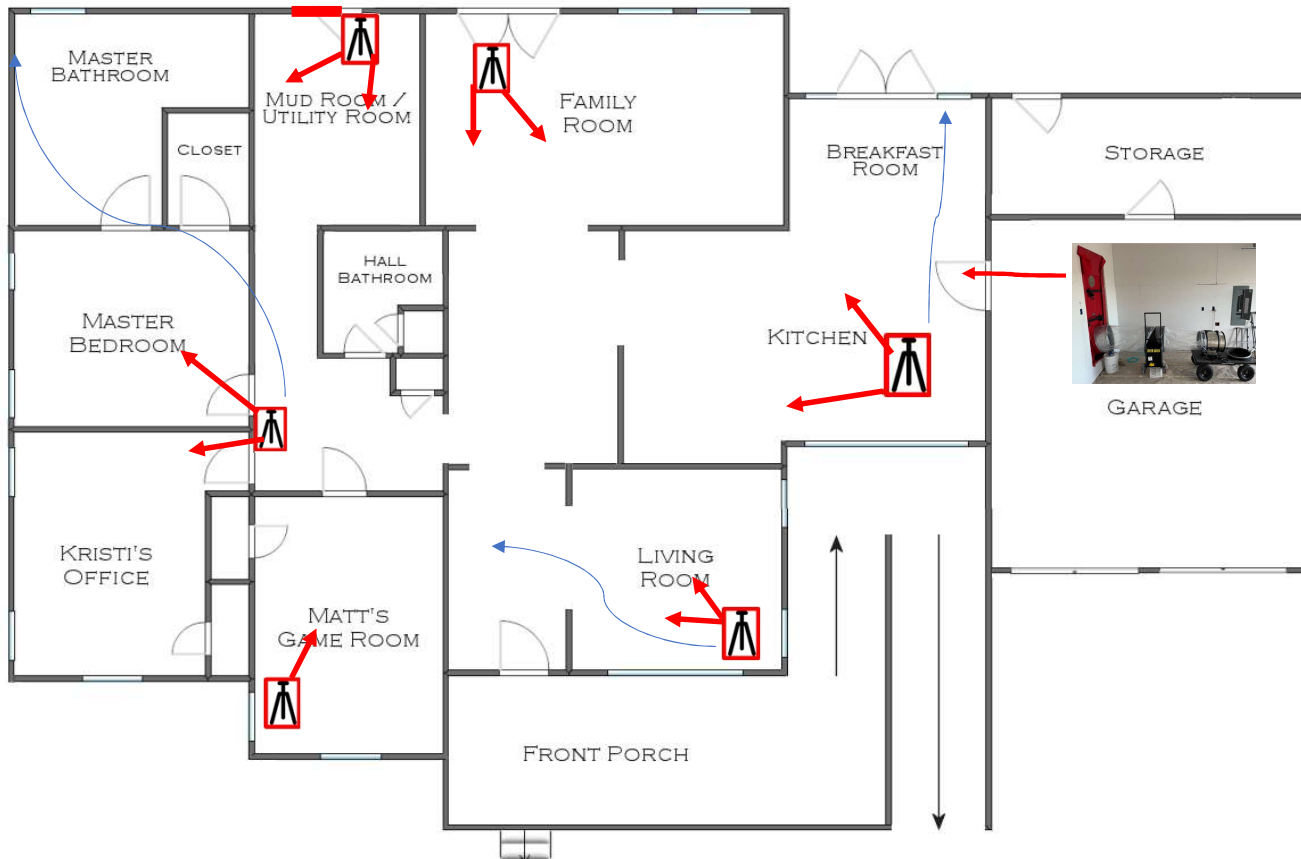 MASTER
BATHROOM
MUD ROOM /
UTILITY ROOM
FAMILY
ROOM
CLOSET
BREAKFAST
ROOM
STORAGE
HALL
BATHROOM
MASTER
BEDROOM
KITCHEN
GARAGE
KRISTI'S
OFFICE
LIVING
ROOM
MATT'S
GAME ROOM
FRONT PORCH